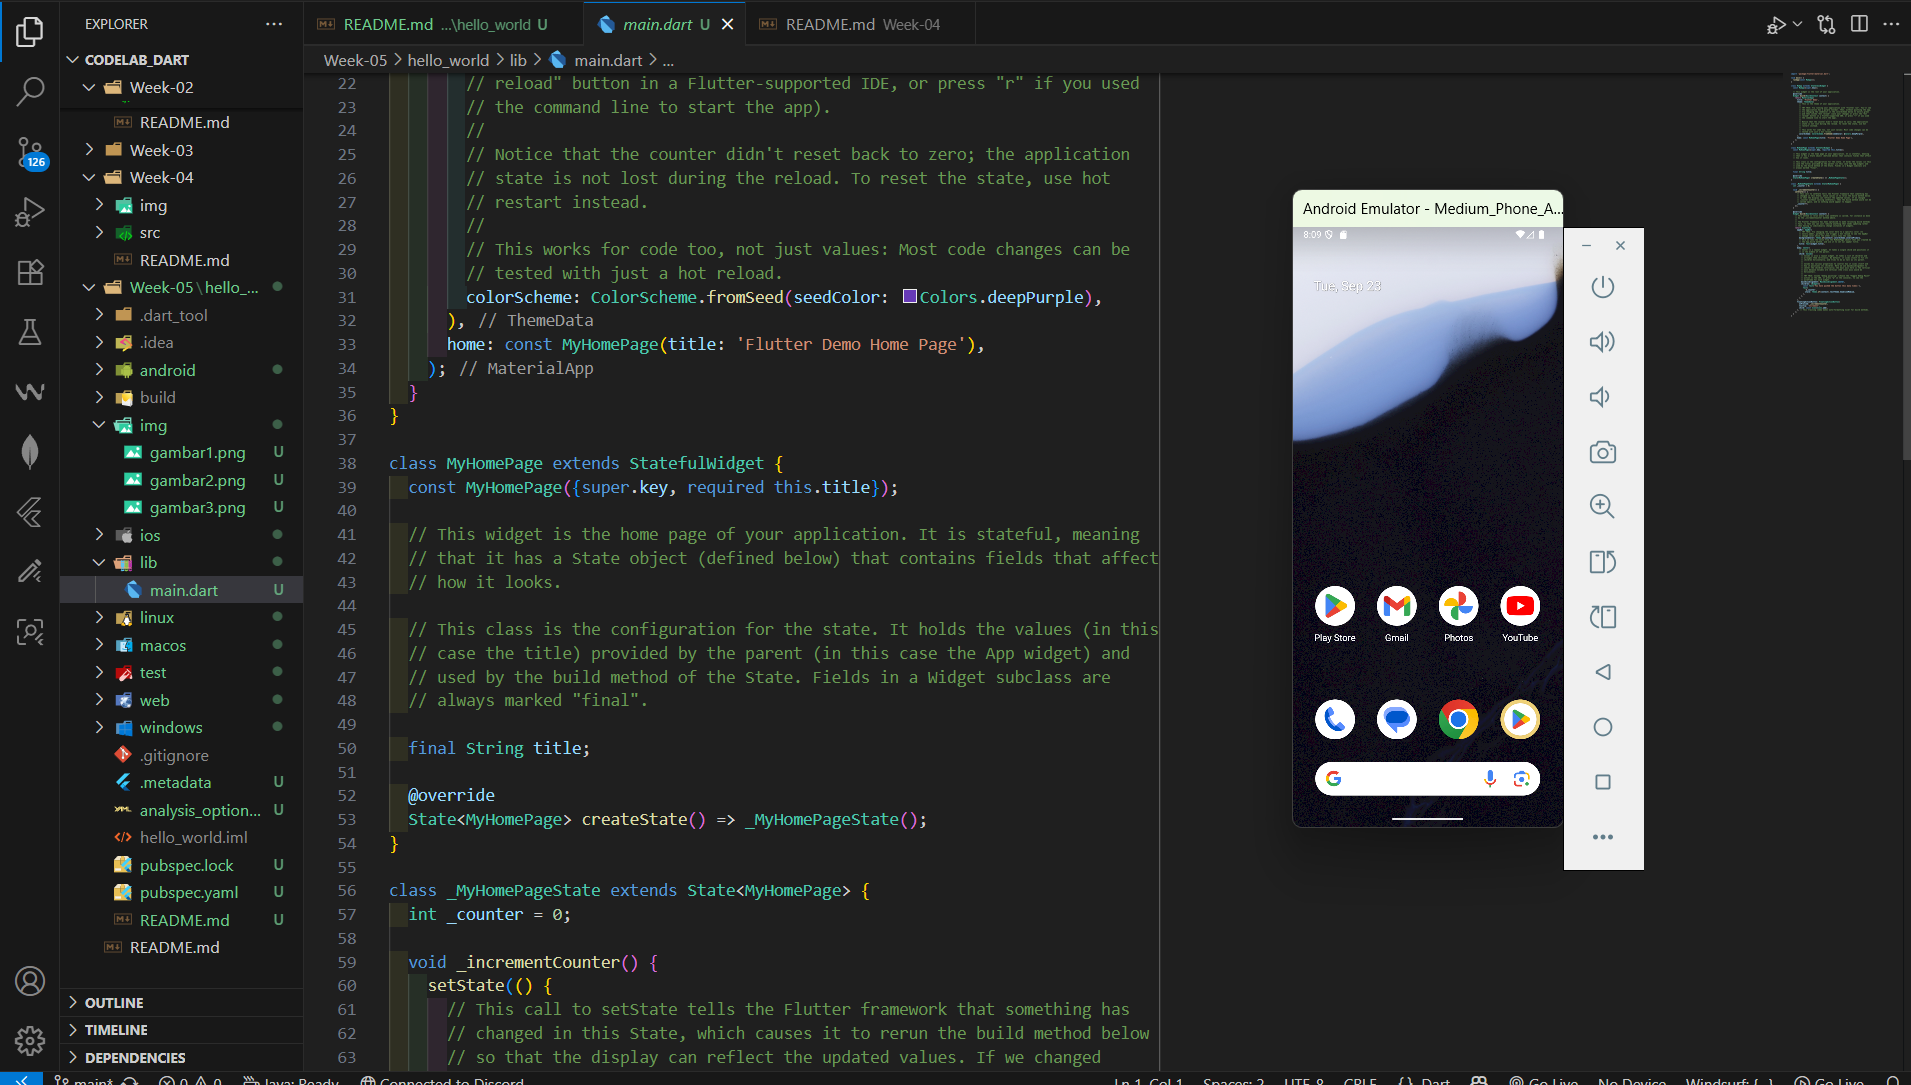 EXPLORER
CODELAB_DART
Week-02
README.md
Week-03
Week-04
img
src
README.md
Week-05\hello_...
.dart_tool
.idea
android
build
img
gambar1.png U
gambar2.png U
gambar3.png U
ios
lib
main.dart U
linux
macos
test
web
windows
.gitignore
.metadata U
analysis_option... U
hello_world.iml
pubspec.lock U
pubspec.yaml U
README.md U
README.md
OUTLINE
TIMELINE
DEPENDENCIES
126
README.md ...\hello_world U
main.dart U
README.md Week-04
Week-05 > hello_world > lib > main.dart > ...
22 // reload" button in a Flutter-supported IDE, or press "r" if you used
23 // the command line to start the app).
24 //
25 // Notice that the counter didn't reset back to zero; the application
26 // state is not lost during the reload. To reset the state, use hot
27 // restart instead.
28 //
29 // This works for code too, not just values: Most code changes can be
30 // tested with just a hot reload.
31 colorScheme: ColorScheme.fromSeed(seedColor: Colors.deepPurple),
32 ), // ThemeData
33 home: const MyHomePage(title: 'Flutter Demo Home Page'),
34 ); // MaterialApp
35 }
36 }
37
38 class MyHomePage extends StatefulWidget {
39 const MyHomePage({super.key, required this.title});
40
41 // This widget is the home page of your application. It is stateful, meaning
42 // that it has a State object (defined below) that contains fields that affect
43 // how it looks.
44
45 // This class is the configuration for the state. It holds the values (in this
46 // case the title) provided by the parent (in this case the App widget) and
47 // used by the build method of the State. Fields in a Widget subclass are
48 // always marked "final".
49
50 final String title;
51
52 @override
53 State<MyHomePage> createState() => _MyHomePageState();
54 }
55
56 class _MyHomePageState extends State<MyHomePage> {
57 int _counter = 0;
58
59 void _incrementCounter() {
60 setState(() {
61 // This call to setState tells the Flutter framework that something has
62 // changed in this State, which causes it to rerun the build method below
63 // so that the display can reflect the updated values. If we changed
Android Emulator - Medium_Phone_A...
8:09
Tue, Sep 23
Play Store Gmail Photos YouTube
main* 0 0 Java: Ready Connected to Discord
Ln 1, Col 1 Spaces: 2 UTF-8 CRLF {} Dart Go Live No Device Windsurf: {...} Go Live